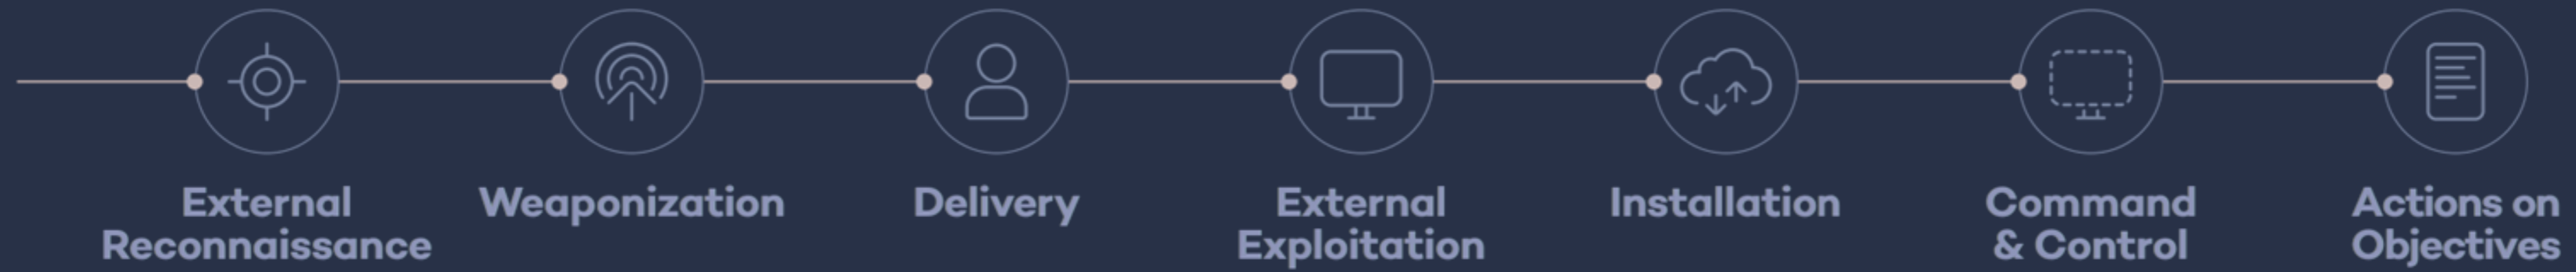 External
Reconnaissance
Weaponization
Delivery
External
Exploitation
Installation
Command
& Control
Actions on
Objectives